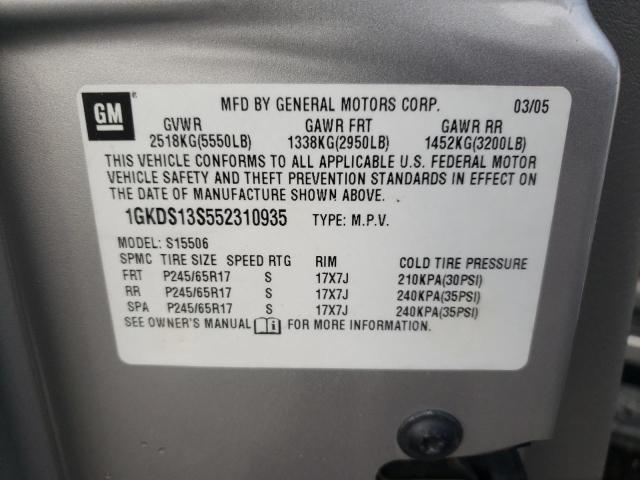 GM
MFD BY GENERAL MOTORS CORP. 03/05
GVWR GAWR FRT GAWR RR
2518KG(5550LB) 1338KG(2950LB) 1452KG(3200LB)
THIS VEHICLE CONFORMS TO ALL APPLICABLE U.S. FEDERAL MOTOR
VEHICLE SAFETY AND THEFT PREVENTION STANDARDS IN EFFECT ON
THE DATE OF MANUFACTURE SHOWN ABOVE.
1GKDS13S552310935 TYPE: M.P.V.
MODEL: S15506
SPMC TIRE SIZE SPEED RTG RIM COLD TIRE PRESSURE
FRT P245/65R17 S 17X7J 210KPA(30PSI)
RR P245/65R17 S 17X7J 240KPA(35PSI)
SPA P245/65R17 S 17X7J 240KPA(35PSI)
SEE OWNER'S MANUAL FOR MORE INFORMATION.